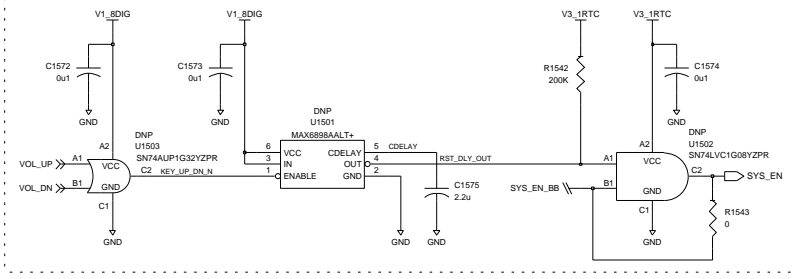 V1_8DIG
V1_8DIG
V3_1RTC
V3_1RTC
C1572
0u1
GND
C1573
0u1
GND
R1542
200K
C1574
0u1
GND
DNP
U1503
SN74AUP1G32YZPR
A2
VOL_UP
A1
VCC
VOL_DN
B1
GND
C2
KEY_UP_DN_N
C1
GND
DNP
U1501
MAX6898AALT+
6
VCC
3
IN
1
ENABLE
CDELAY
5
CDELAY
OUT
4
RST_DLY_OUT
GND
2
C1575
2.2u
GND
GND
DNP
U1502
SN74LVC1G08YZPR
A2
A1
VCC
SYS_EN_BB
B1
GND
C2
SYS_EN
C1
GND
R1543
0